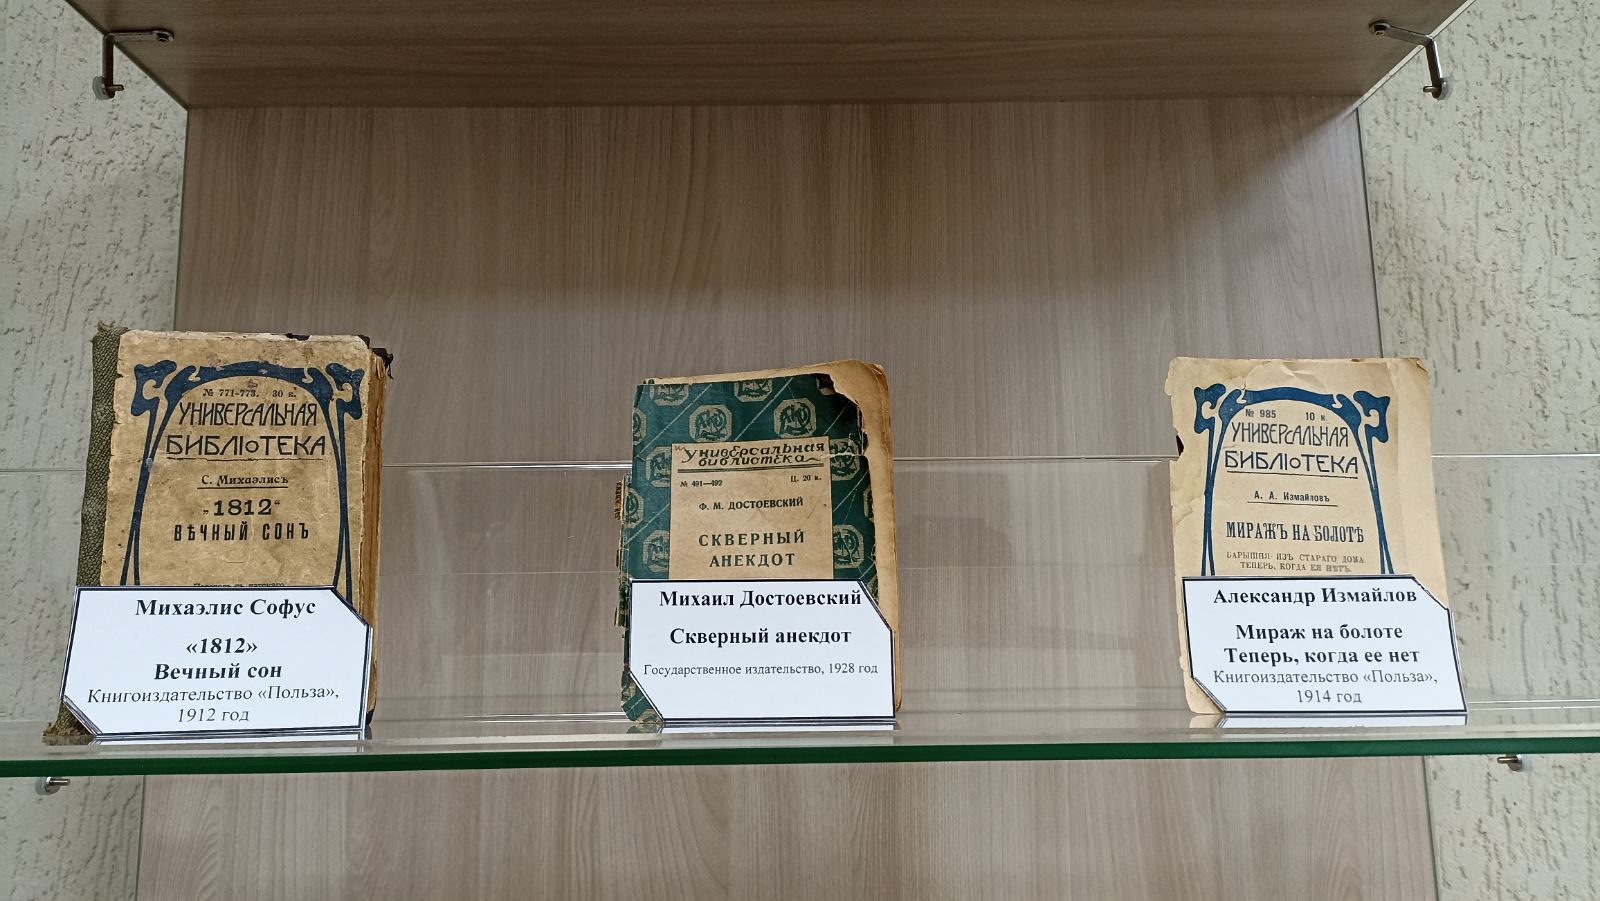 № 771-773. 30 к.
УНИВЕРСАЛЬНАЯ
БИБЛIОТЕКА
С. Михаэлисъ
„1812“
ВѢЧНЫЙ СОНЪ
Михаэлис Софус
«1812»
Вечный сон
Книгоиздательство «Польза»,
1912 год
Универсальная
библиотека
№ 491—492 Ц. 20 к.
Ф. М. ДОСТОЕВСКИЙ
СКВЕРНЫЙ
АНЕКДОТ
Михаил Достоевский
Скверный анекдот
Государственное издательство, 1928 год
№ 985 10 к.
УНИВЕРСАЛЬНАЯ
БИБЛIОТЕКА
А. А. Измайловъ
МИРАЖЪ НА БОЛОТѢ
БАРЫШНЯ ИЗЪ СТАРАГО ДОМА
ТЕПЕРЬ, КОГДА ЕЯ НѢТЪ.
Александр Измайлов
Мираж на болоте
Теперь, когда ее нет
Книгоиздательство «Польза»,
1914 год